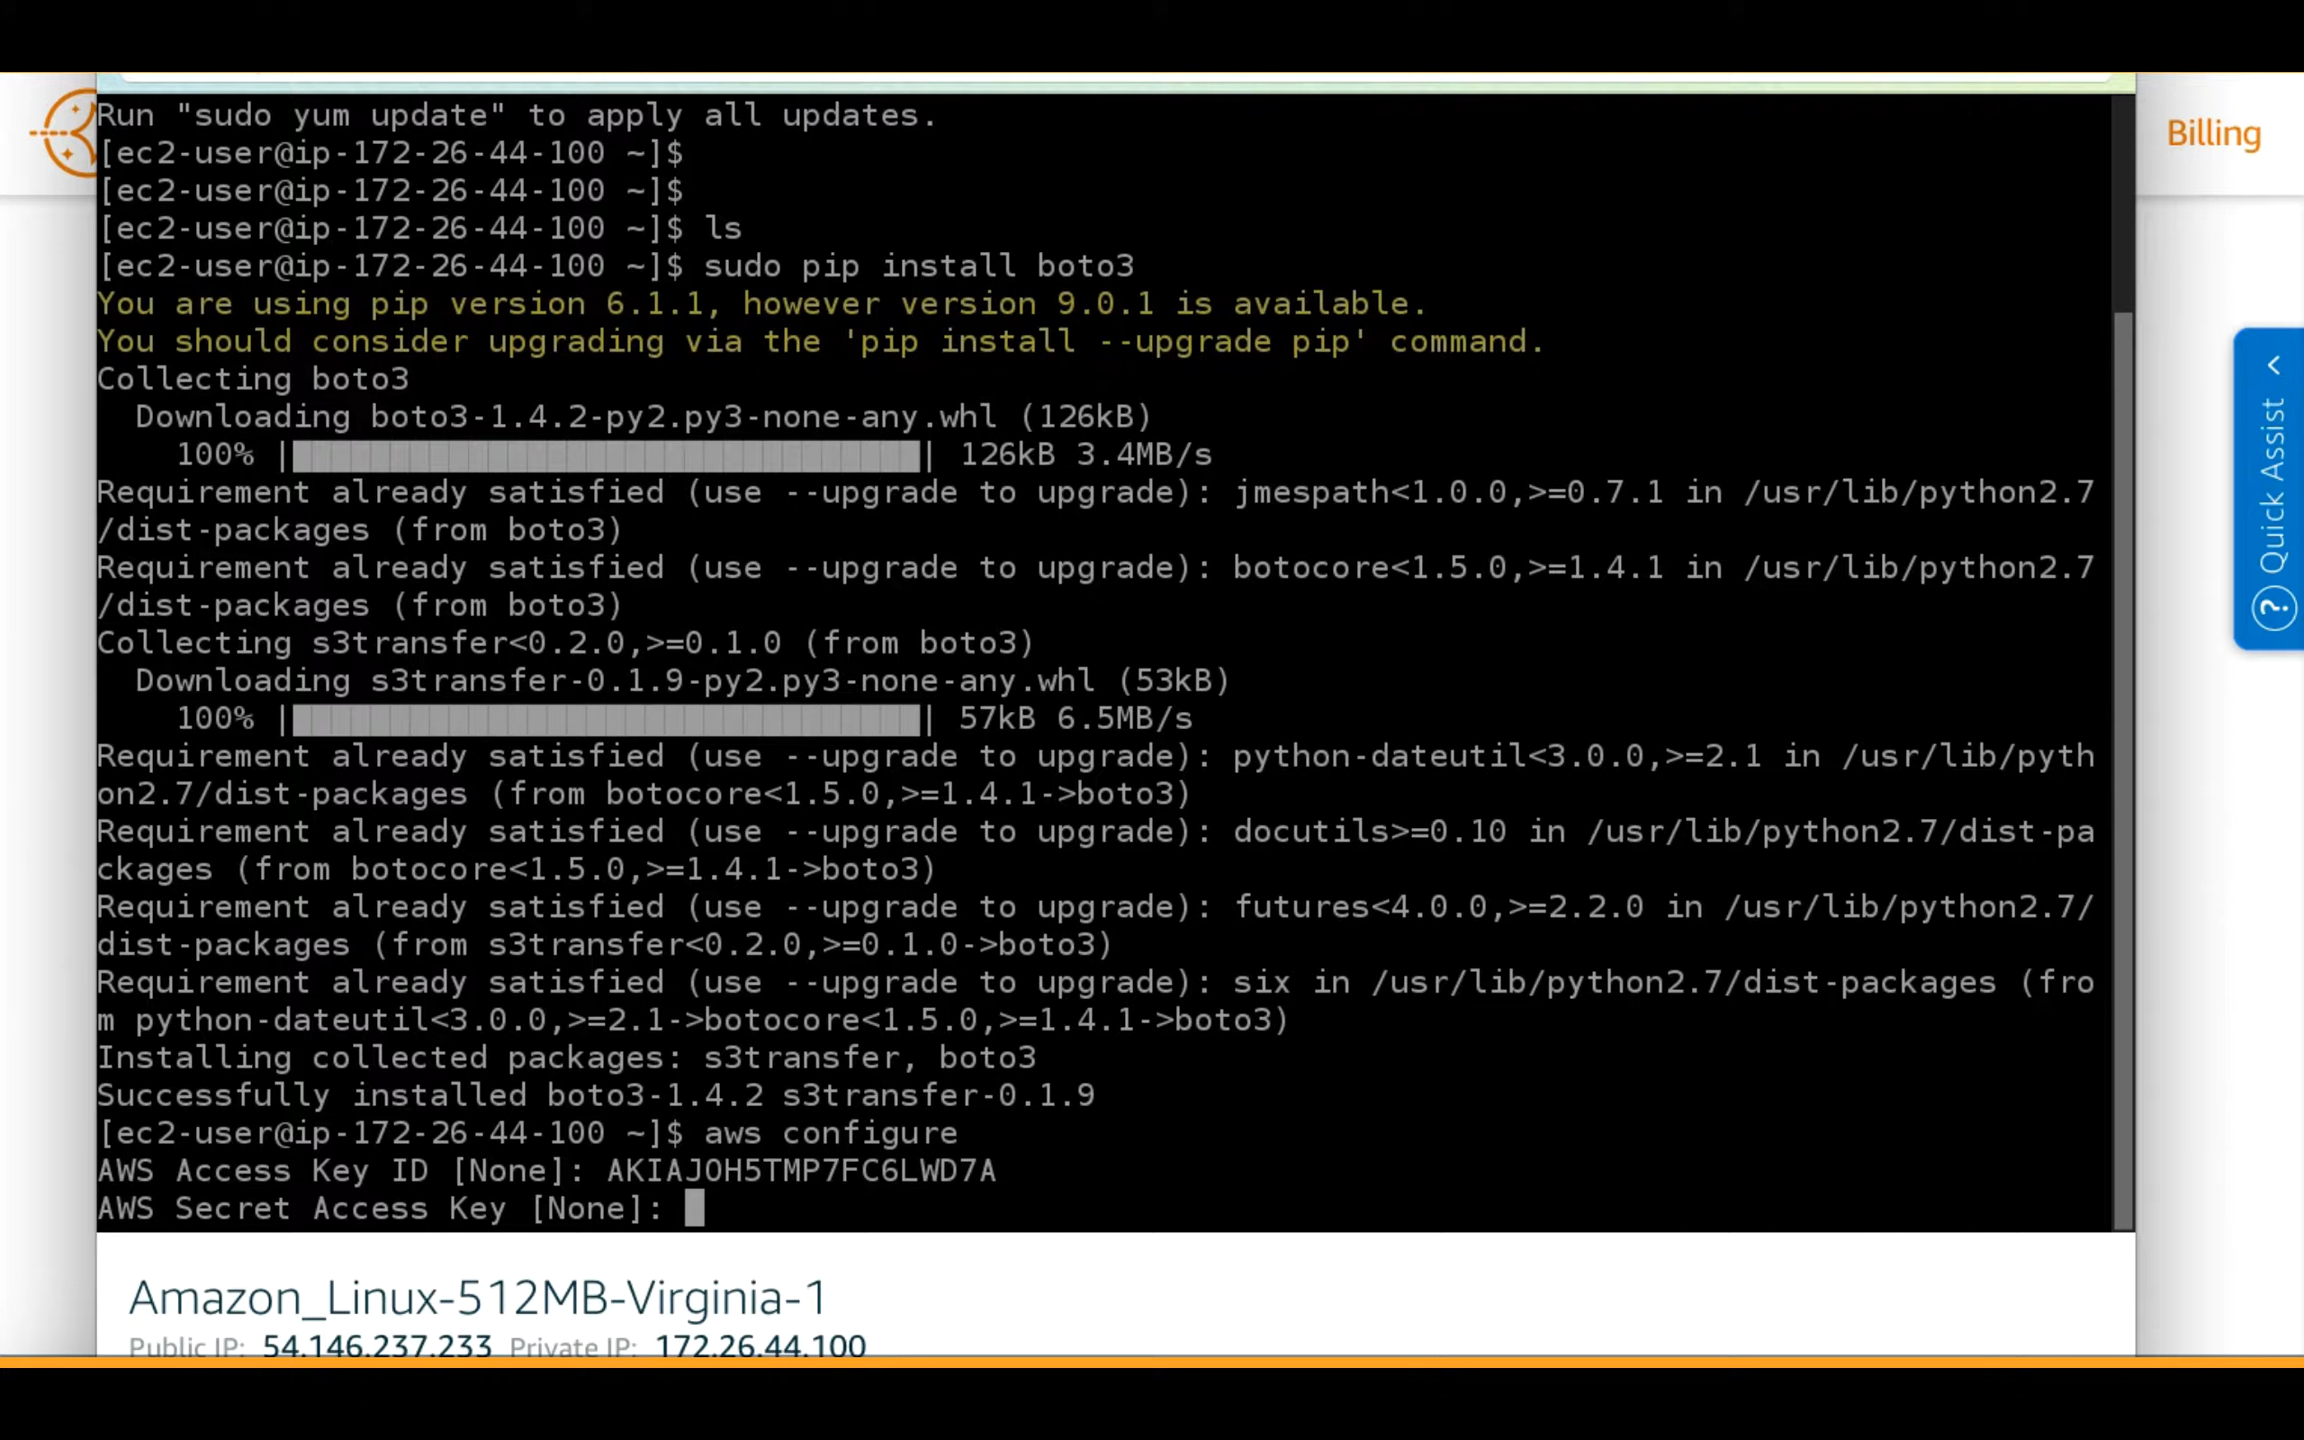 Run "sudo yum update" to apply all updates.
[ec2-user@ip-172-26-44-100 ~]$
[ec2-user@ip-172-26-44-100 ~]$
[ec2-user@ip-172-26-44-100 ~]$ ls
[ec2-user@ip-172-26-44-100 ~]$ sudo pip install boto3
You are using pip version 6.1.1, however version 9.0.1 is available.
You should consider upgrading via the 'pip install --upgrade pip' command.
Collecting boto3
  Downloading boto3-1.4.2-py2.py3-none-any.whl (126kB)
    100% || 126kB 3.4MB/s
Requirement already satisfied (use --upgrade to upgrade): jmespath<1.0.0,>=0.7.1 in /usr/lib/python2.7
/dist-packages (from boto3)
Requirement already satisfied (use --upgrade to upgrade): botocore<1.5.0,>=1.4.1 in /usr/lib/python2.7
/dist-packages (from boto3)
Collecting s3transfer<0.2.0,>=0.1.0 (from boto3)
  Downloading s3transfer-0.1.9-py2.py3-none-any.whl (53kB)
    100% || 57kB 6.5MB/s
Requirement already satisfied (use --upgrade to upgrade): python-dateutil<3.0.0,>=2.1 in /usr/lib/pyth
on2.7/dist-packages (from botocore<1.5.0,>=1.4.1->boto3)
Requirement already satisfied (use --upgrade to upgrade): docutils>=0.10 in /usr/lib/python2.7/dist-pa
ckages (from botocore<1.5.0,>=1.4.1->boto3)
Requirement already satisfied (use --upgrade to upgrade): futures<4.0.0,>=2.2.0 in /usr/lib/python2.7/
dist-packages (from s3transfer<0.2.0,>=0.1.0->boto3)
Requirement already satisfied (use --upgrade to upgrade): six in /usr/lib/python2.7/dist-packages (fro
m python-dateutil<3.0.0,>=2.1->botocore<1.5.0,>=1.4.1->boto3)
Installing collected packages: s3transfer, boto3
Successfully installed boto3-1.4.2 s3transfer-0.1.9
[ec2-user@ip-172-26-44-100 ~]$ aws configure
AWS Access Key ID [None]: AKIAJOH5TMP7FC6LWD7A
AWS Secret Access Key [None]:
Amazon_Linux-512MB-Virginia-1
Public IP: 54.146.237.233 Private IP: 172.26.44.100
Billing
Quick Assist